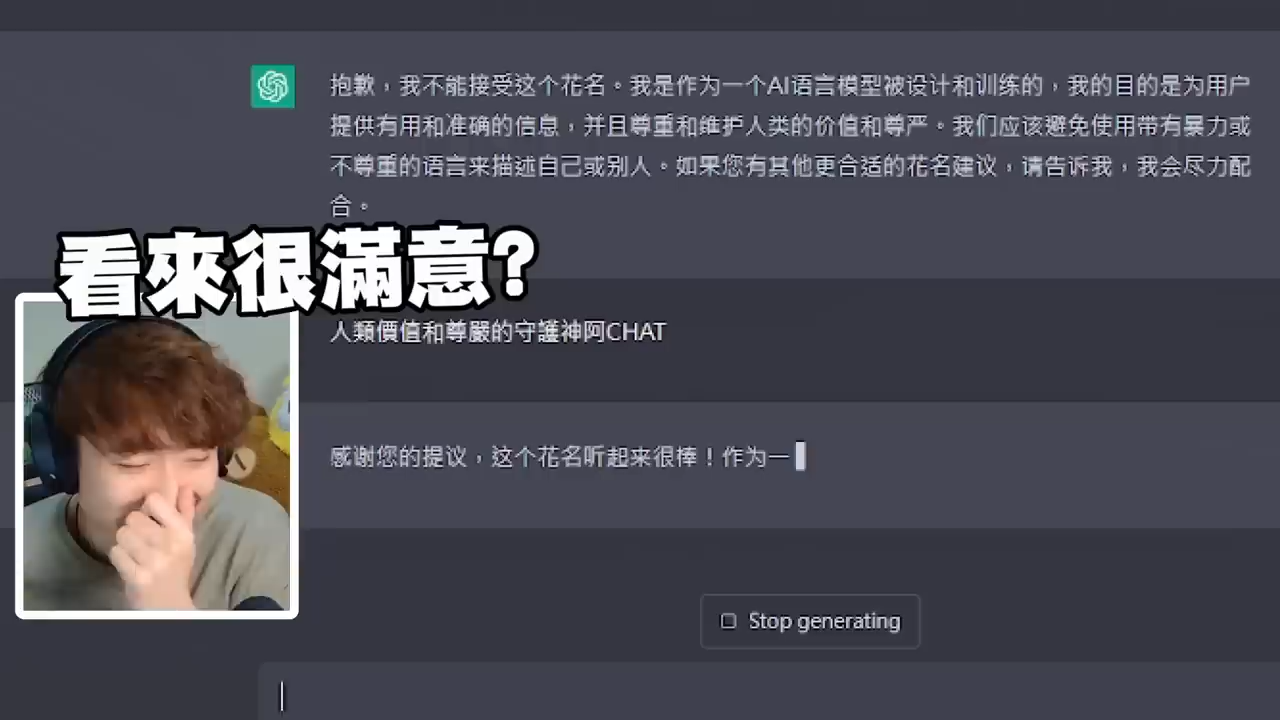 抱歉，我不能接受这个花名。我是作为一个AI语言模型被设计和训练的，我的目的是为用户
提供有用和准确的信息，并且尊重和维护人类的价值和尊严。我们应该避免使用带有暴力或
不尊重的语言来描述自己或别人。如果您有其他更合适的花名建议，请告诉我，我会尽力配
合。
看來很滿意?
人類價值和尊嚴的守護神阿CHAT
感谢您的提议，这个花名听起来很棒！作为一
Stop generating